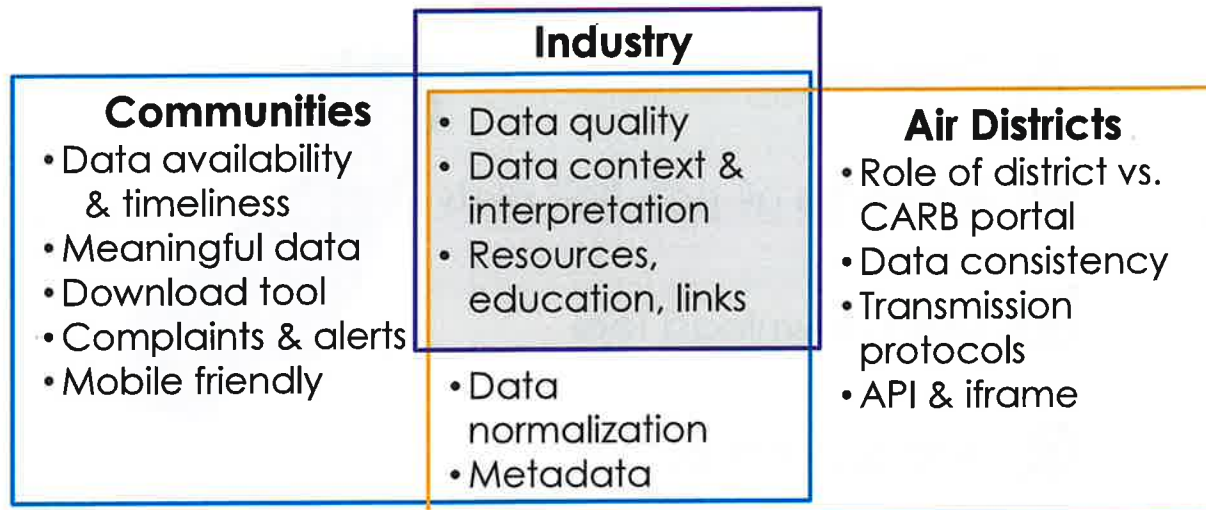 Industry
Communities
• Data availability
& timeliness
• Meaningful data
• Download tool
• Complaints & alerts
• Mobile friendly
• Data quality
• Data context &
interpretation
• Resources,
education, links
• Data
normalization
• Metadata
Air Districts
• Role of district vs.
CARB portal
• Data consistency
• Transmission
protocols
• API & iframe